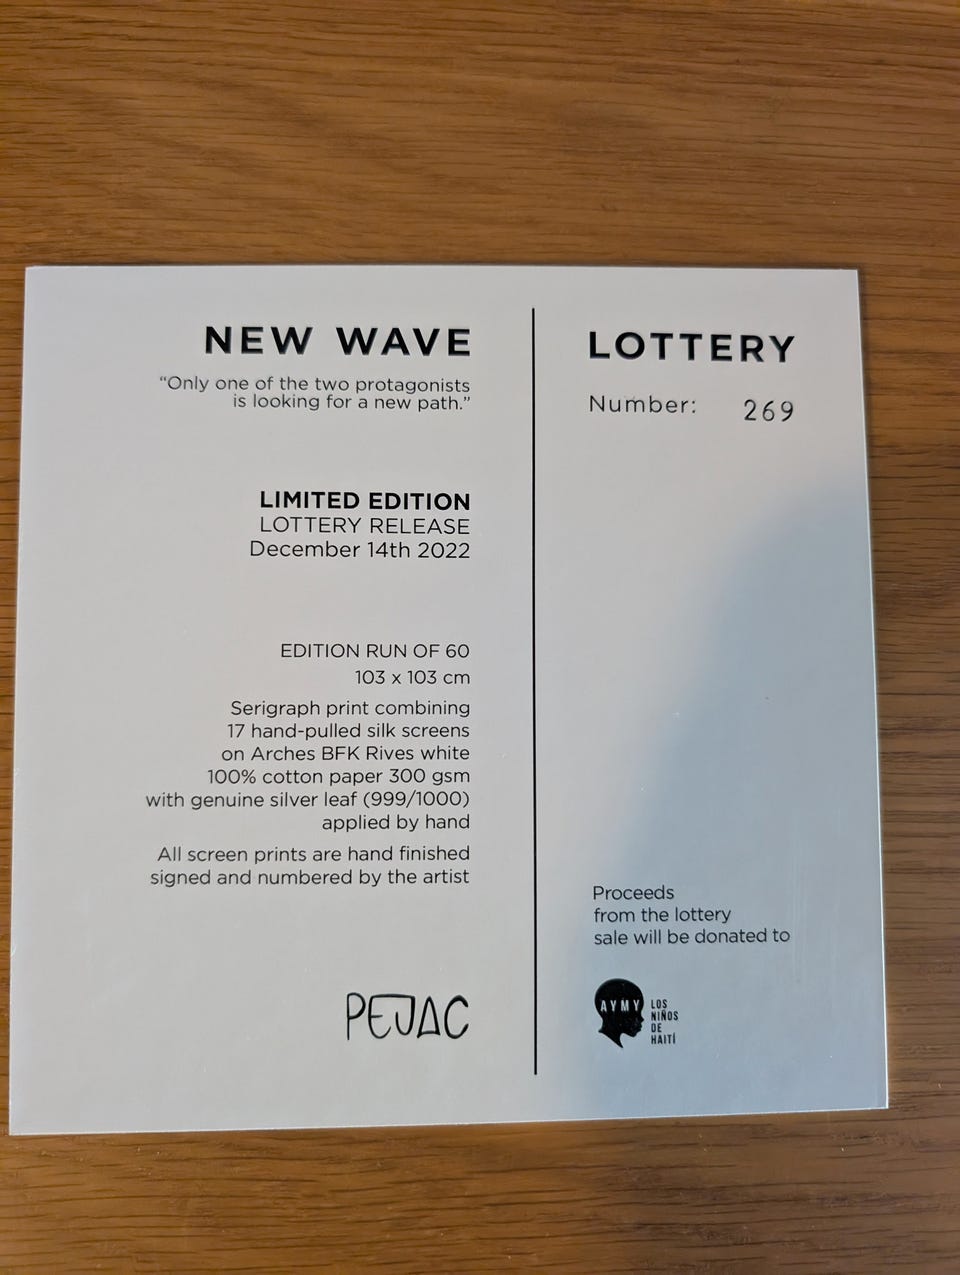 NEW WAVE
“Only one of the two protagonists
is looking for a new path.”
LIMITED EDITION
LOTTERY RELEASE
December 14th 2022
EDITION RUN OF 60
103 x 103 cm
Serigraph print combining
17 hand-pulled silk screens
on Arches BFK Rives white
100% cotton paper 300 gsm
with genuine silver leaf (999/1000)
applied by hand
All screen prints are hand finished
signed and numbered by the artist
PEJAC
LOTTERY
Number: 269
Proceeds
from the lottery
sale will be donated to
AYMY
LOS
NIÑOS
DE
HAITÍ